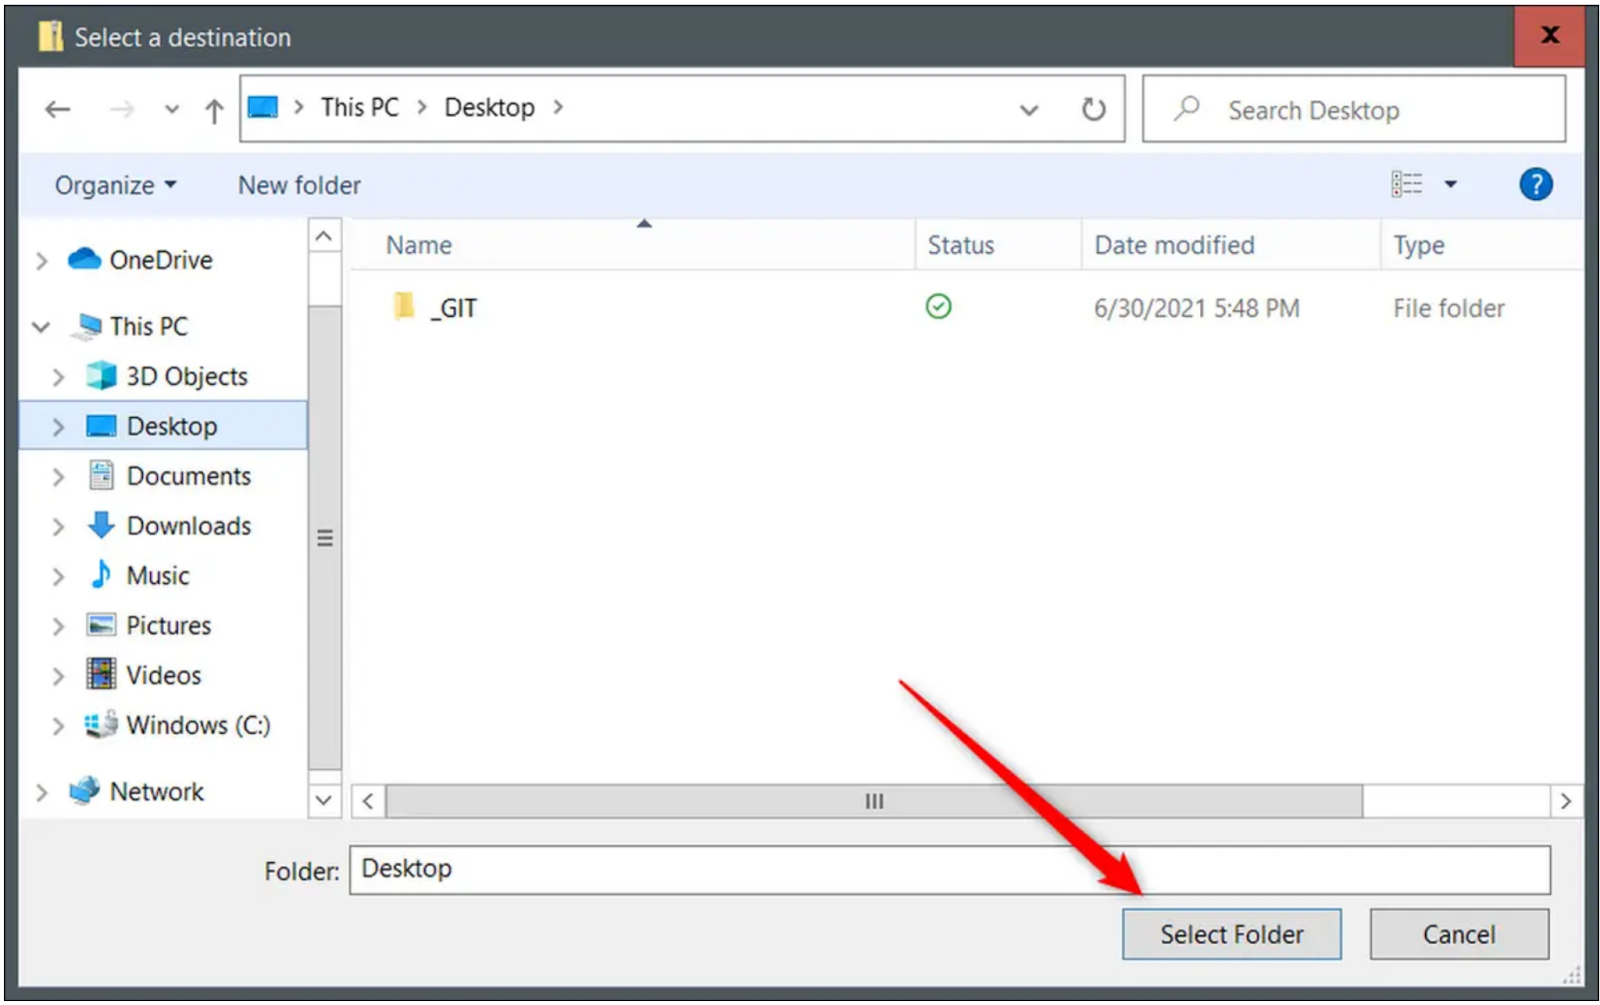 Select a destination
This PC Desktop
Search Desktop
Organize
New folder
Name Status Date modified Type
_GIT 6/30/2021 5:48 PM File folder
OneDrive
This PC
3D Objects
Desktop
Documents
Downloads
Music
Pictures
Videos
Windows (C:)
Network
Folder: Desktop
Select Folder Cancel